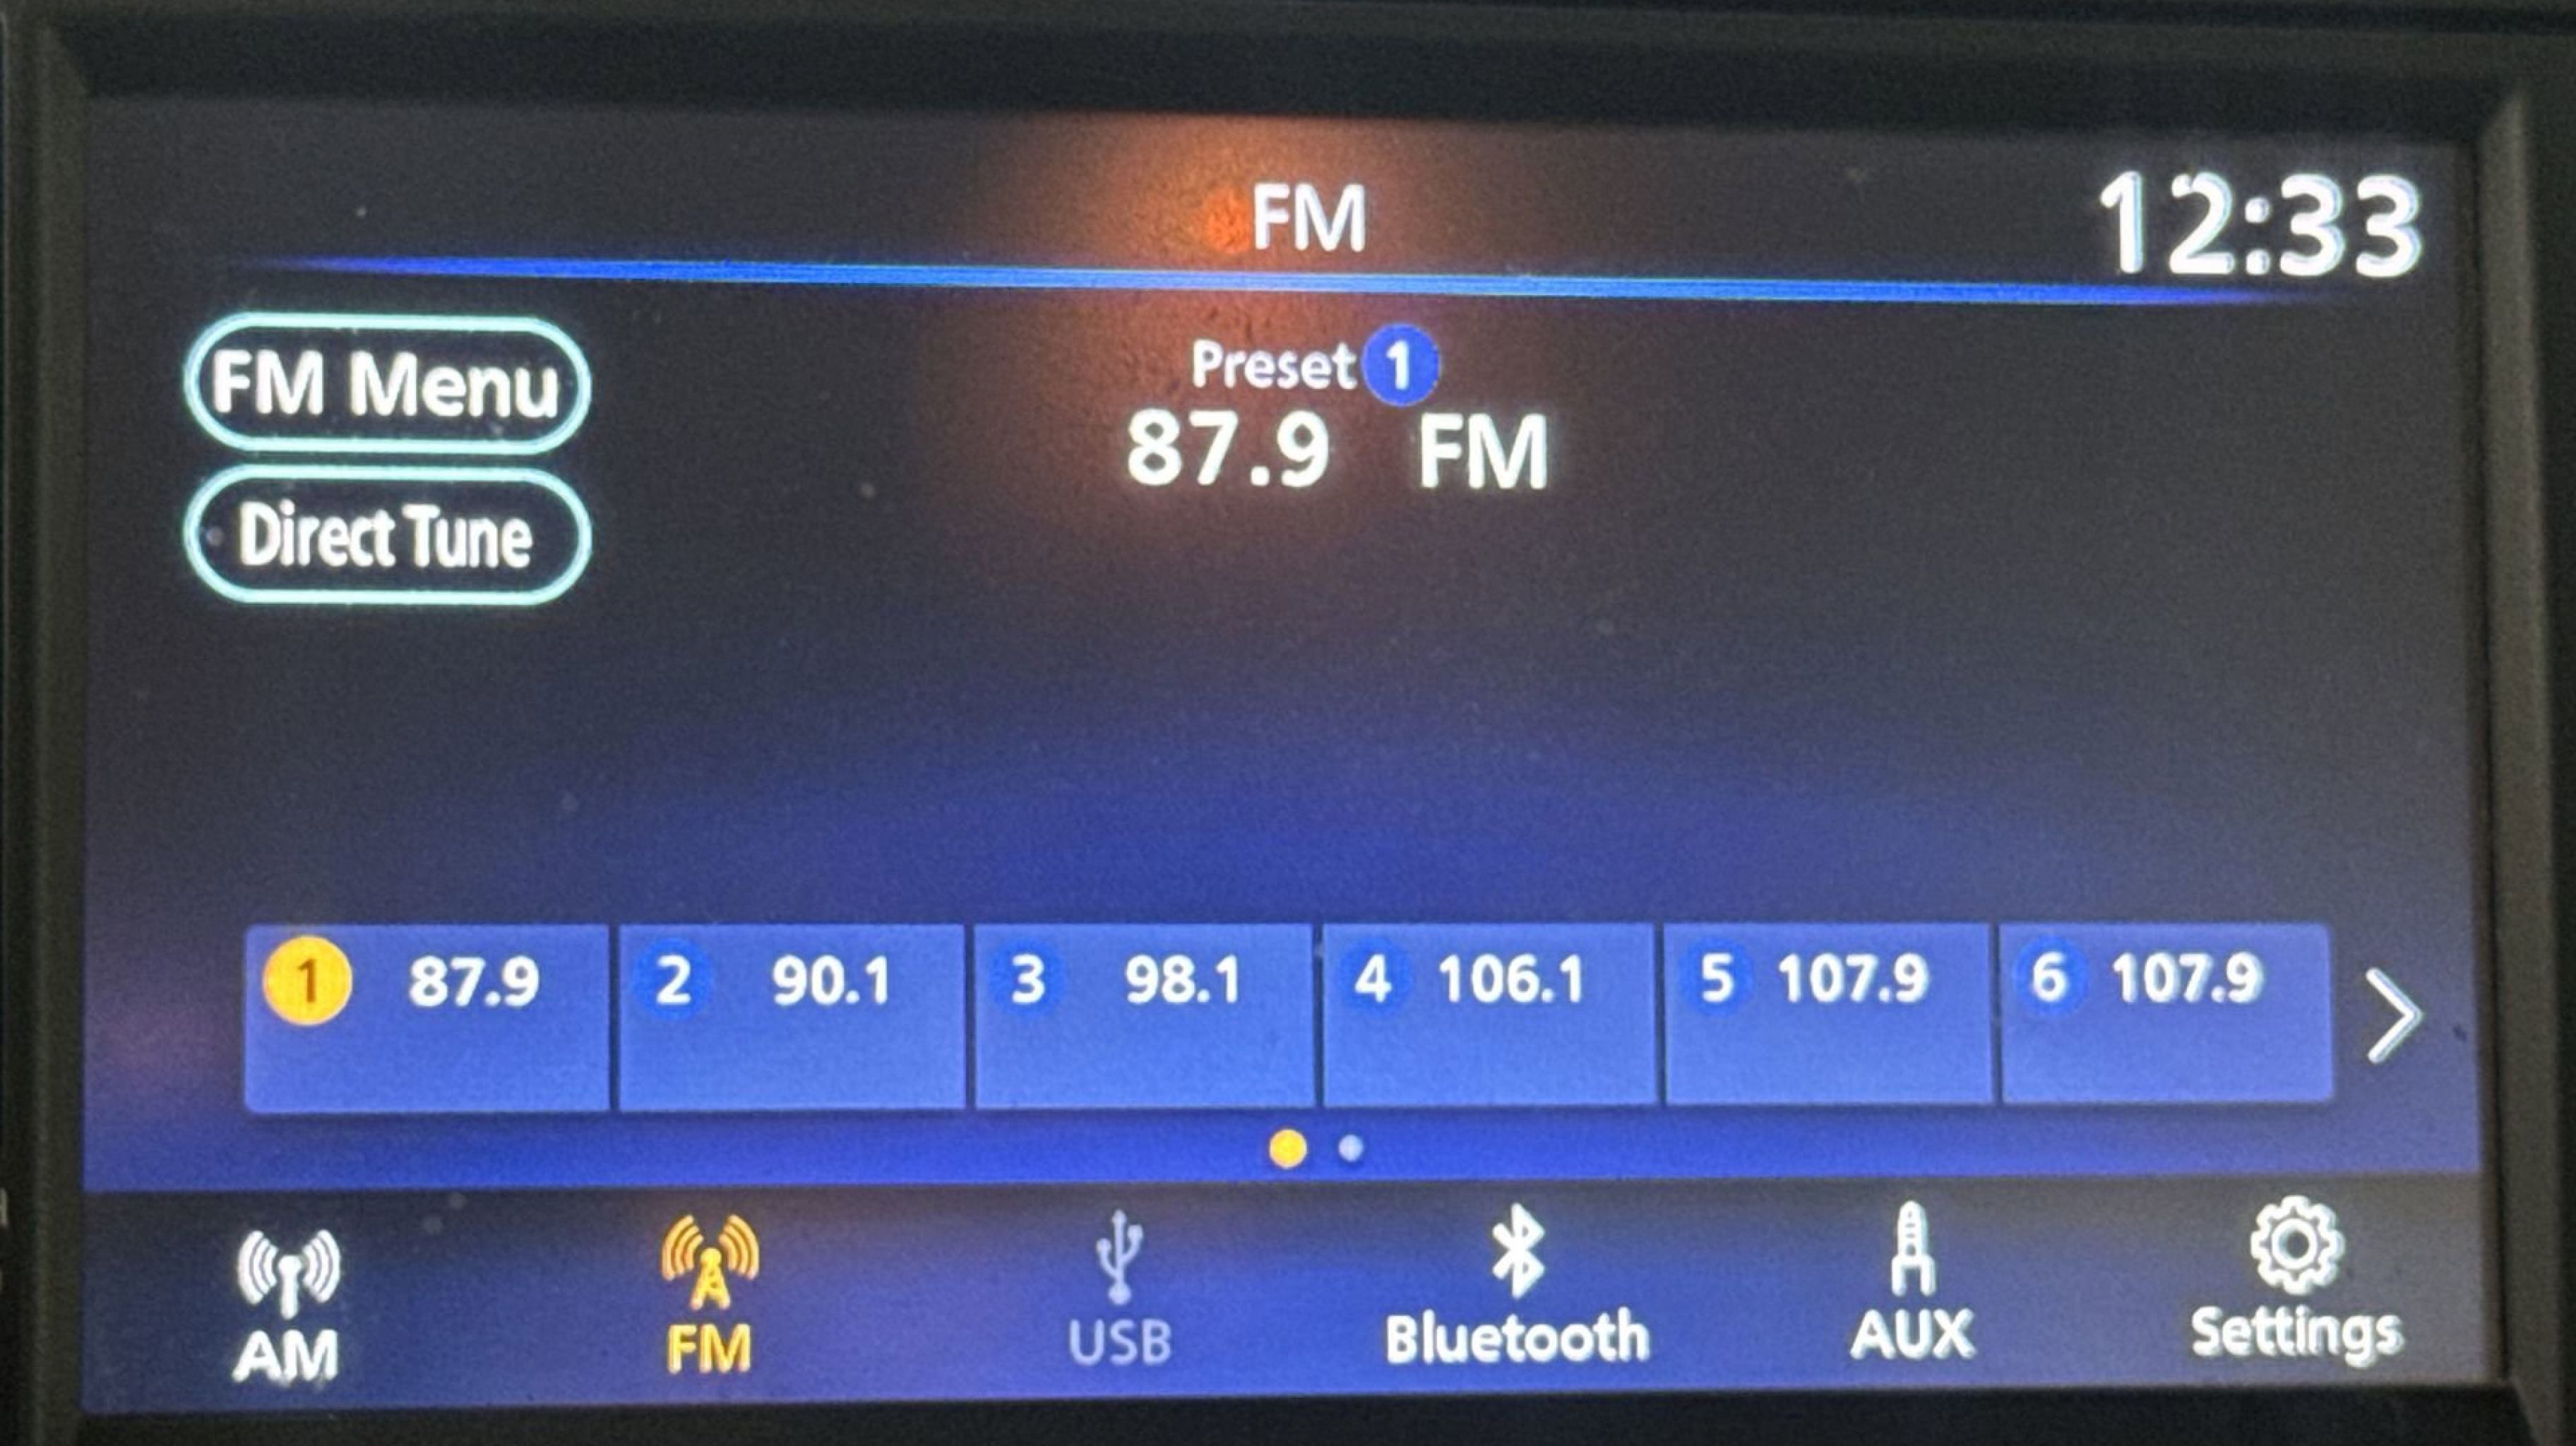 FM
12:33
FM Menu
Preset 1
87.9 FM
Direct Tune
1 87.9 2 90.1 3 98.1 4 106.1 5 107.9 6 107.9
AM FM USB Bluetooth AUX Settings